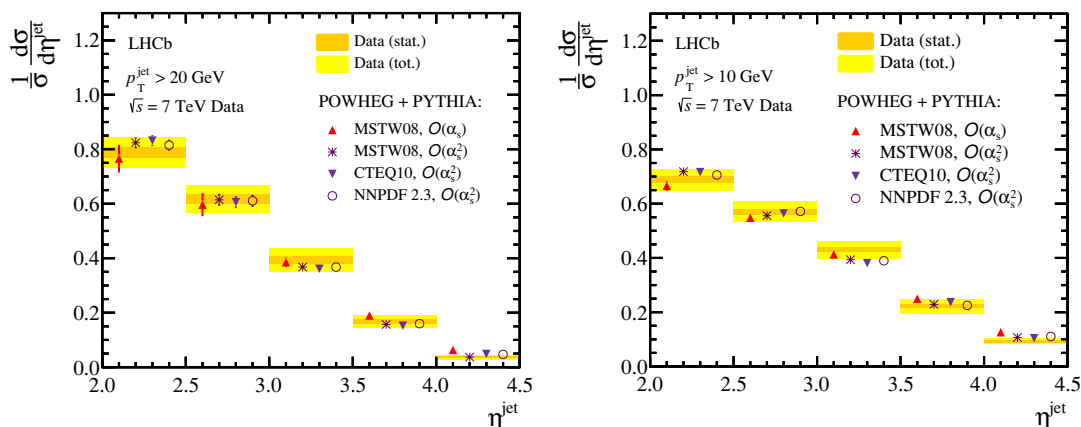 1/σ dσ/dη^jet
1.2
1.0
0.8
0.6
0.4
0.2
0.0
LHCb
p_T^jet > 20 GeV
√s = 7 TeV Data
Data (stat.)
Data (tot.)
POWHEG + PYTHIA:
MSTW08, O(α_s)
MSTW08, O(α_s^2)
CTEQ10, O(α_s^2)
NNPDF 2.3, O(α_s^2)
2.0 2.5 3.0 3.5 4.0 4.5
η^jet
1/σ dσ/dη^jet
1.2
1.0
0.8
0.6
0.4
0.2
0.0
LHCb
p_T^jet > 10 GeV
√s = 7 TeV Data
Data (stat.)
Data (tot.)
POWHEG + PYTHIA:
MSTW08, O(α_s)
MSTW08, O(α_s^2)
CTEQ10, O(α_s^2)
NNPDF 2.3, O(α_s^2)
2.0 2.5 3.0 3.5 4.0 4.5
η^jet